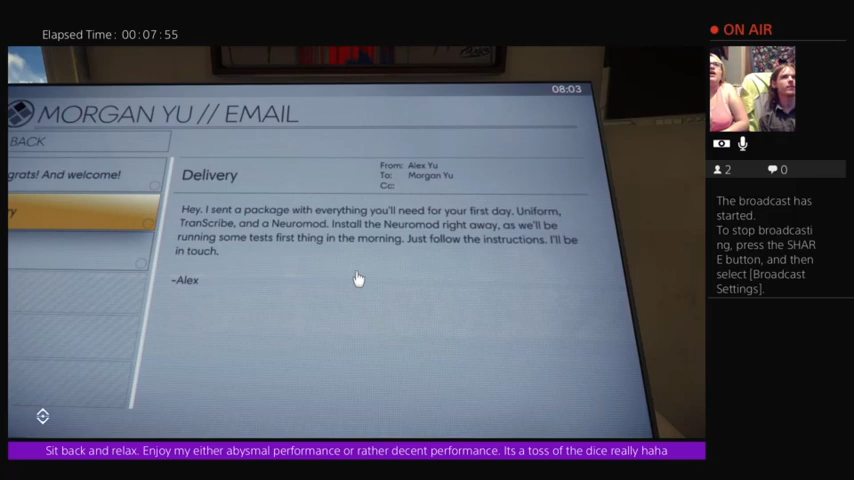 Elapsed Time : 00:07:55
ON AIR
08:03
MORGAN YU // EMAIL
BACK
grats! And welcome!
Delivery
From: Alex Yu
To: Morgan Yu
Cc:
Hey. I sent a package with everything you'll need for your first day. Uniform,
TranScribe, and a Neuromod. Install the Neuromod right away, as we'll be
running some tests first thing in the morning. Just follow the instructions. I'll be
in touch.
-Alex
2
0
The broadcast has
started.
To stop broadcasti
ng, press the SHAR
E button, and then
select [Broadcast
Settings].
Sit back and relax. Enjoy my either abysmal performance or rather decent performance. Its a toss of the dice really haha